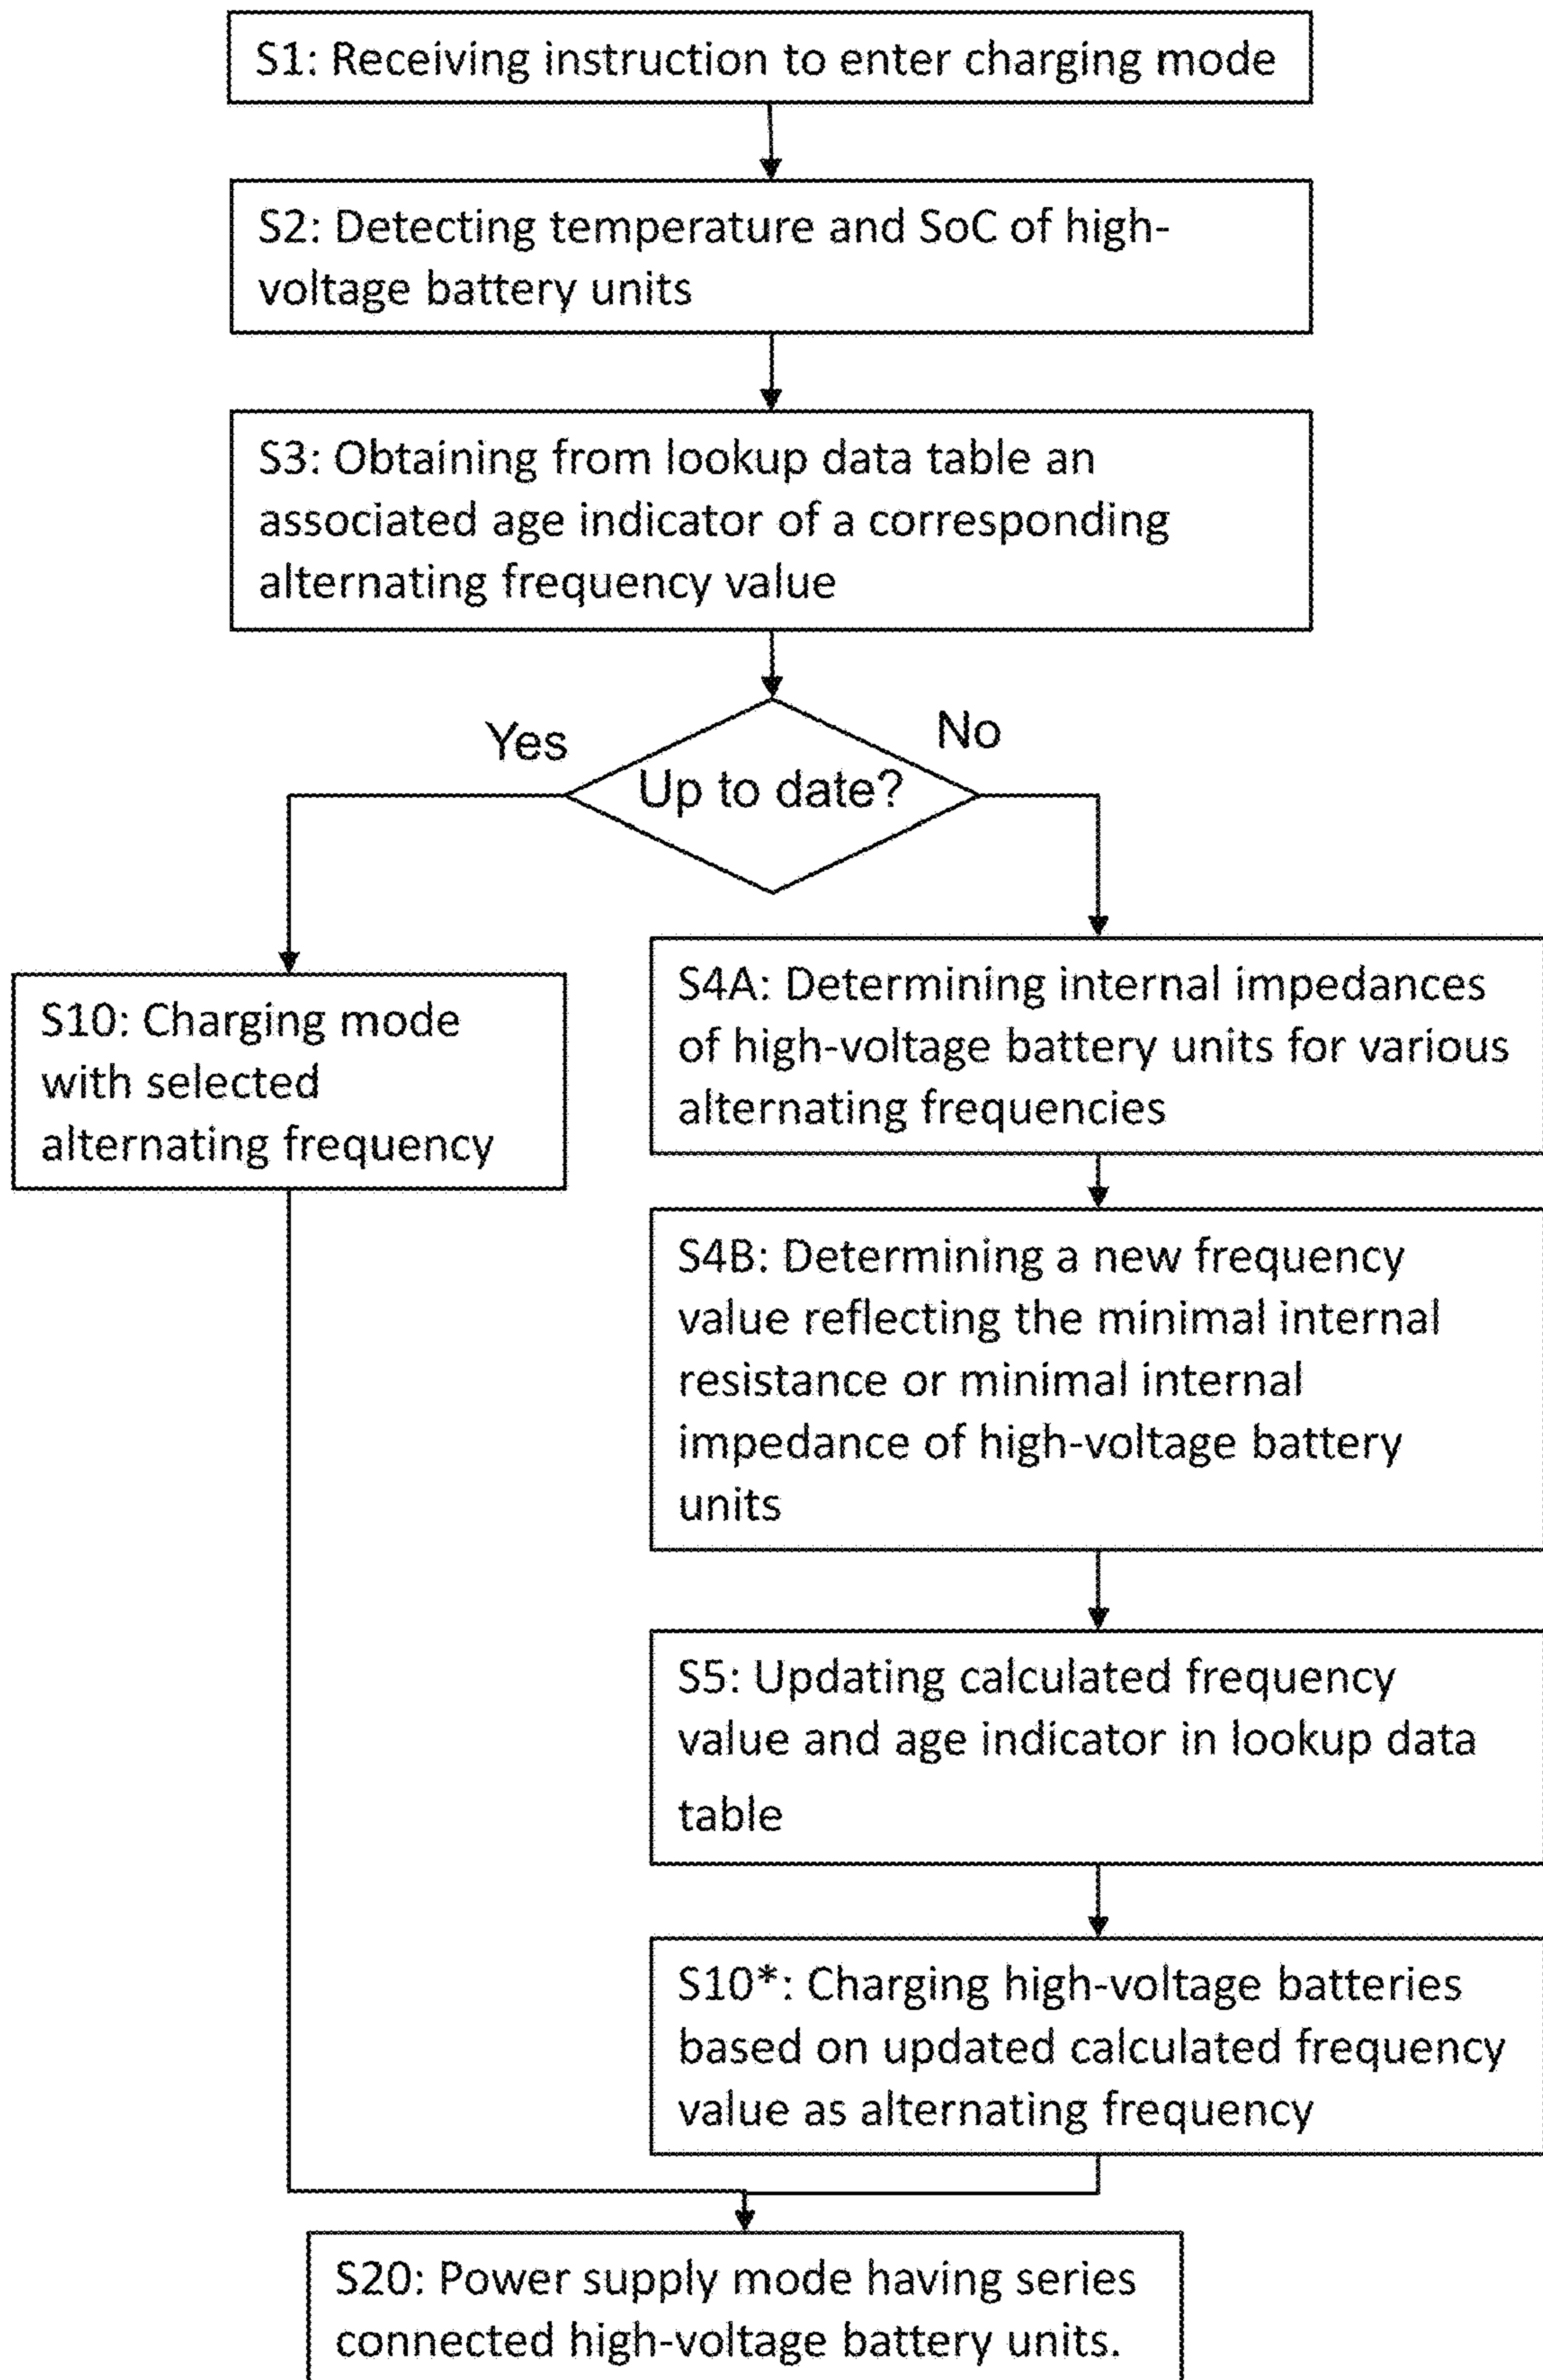 S1: Receiving instruction to enter charging mode
S2: Detecting temperature and SoC of high-
voltage battery units
S3: Obtaining from lookup data table an
associated age indicator of a corresponding
alternating frequency value
Yes
No
Up to date?
S10: Charging mode
with selected
alternating frequency
S4A: Determining internal impedances
of high-voltage battery units for various
alternating frequencies
S4B: Determining a new frequency
value reflecting the minimal internal
resistance or minimal internal
impedance of high-voltage battery
units
S5: Updating calculated frequency
value and age indicator in lookup data
table
S10*: Charging high-voltage batteries
based on updated calculated frequency
value as alternating frequency
S20: Power supply mode having series
connected high-voltage battery units.